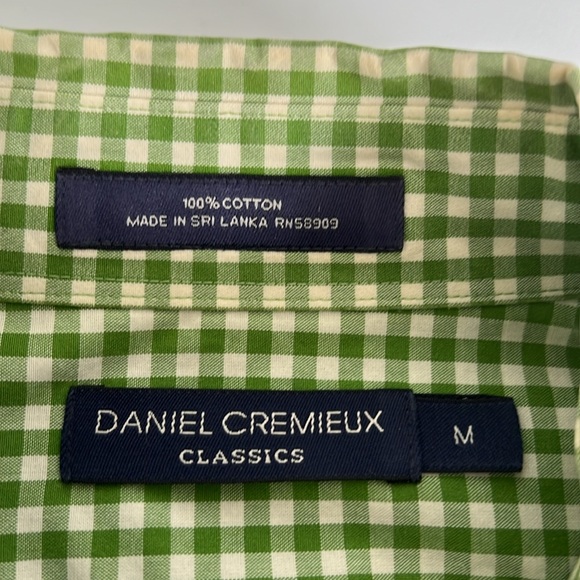 100% COTTON
MADE IN SRI LANKA RN58909
DANIEL CREMIEUX
CLASSICS
M